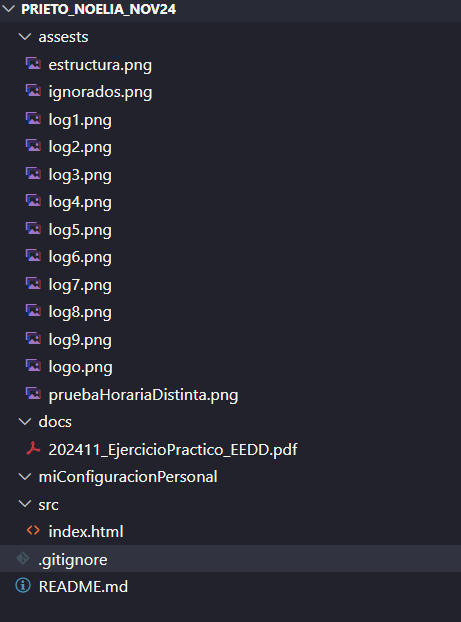 PRIETO_NOELIA_NOV24
assests
estructura.png
ignorados.png
log1.png
log2.png
log3.png
log4.png
log5.png
log6.png
log7.png
log8.png
log9.png
logo.png
pruebaHorariaDistinta.png
docs
202411_EjercicioPractico_EEDD.pdf
miConfiguracionPersonal
src
index.html
.gitignore
README.md